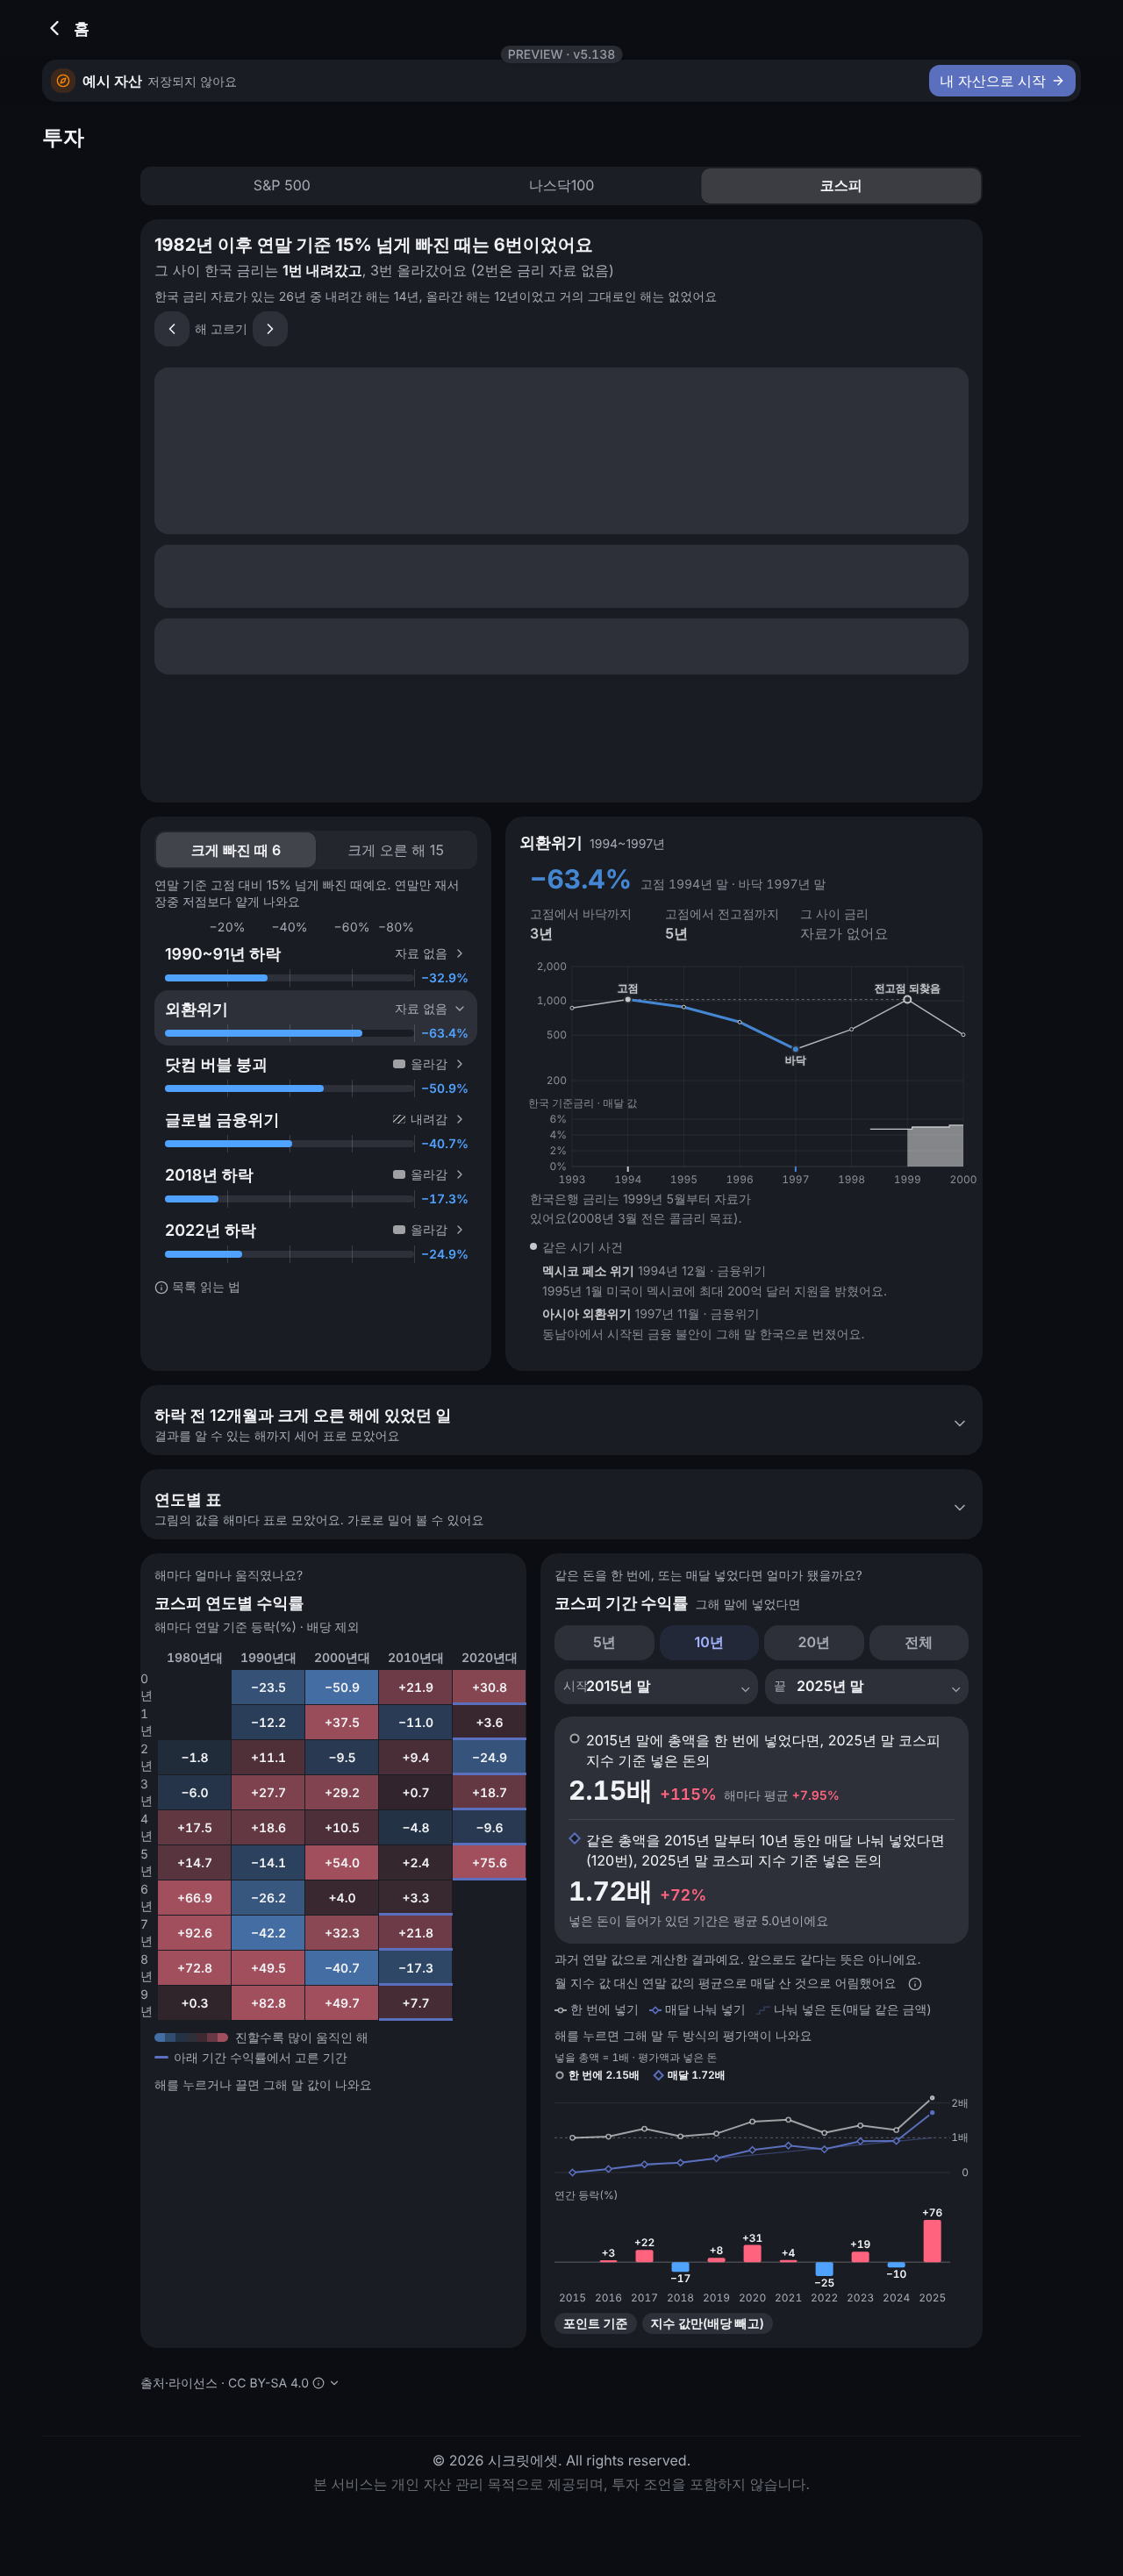 홈
PREVIEW · v5.138
예시 자산 저장되지 않아요
내 자산으로 시작 →
투자
S&P 500 나스닥100 코스피
1982년 이후 연말 기준 15% 넘게 빠진 때는 6번이었어요
그 사이 한국 금리는 1번 내려갔고, 3번 올라갔어요 (2번은 금리 자료 없음)
한국 금리 자료가 있는 26년 중 내려간 해는 14년, 올라간 해는 12년이었고 거의 그대로인 해는 없었어요
해 고르기
크게 빠진 때 6 크게 오른 해 15
연말 기준 고점 대비 15% 넘게 빠진 때예요. 연말만 재서
장중 저점보다 얕게 나와요
−20% −40% −60% −80%
1990~91년 하락 자료 없음
−32.9%
외환위기 자료 없음
−63.4%
닷컴 버블 붕괴 올라감
−50.9%
글로벌 금융위기 내려감
−40.7%
2018년 하락 올라감
−17.3%
2022년 하락 올라감
−24.9%
목록 읽는 법
외환위기 1994~1997년
−63.4% 고점 1994년 말 · 바닥 1997년 말
고점에서 바닥까지 고점에서 전고점까지 그 사이 금리
3년 5년 자료가 없어요
2,000
고점 전고점 되찾음
1,000
500
바닥
200
한국 기준금리 · 매달 값
6%
4%
2%
0%
1993 1994 1995 1996 1997 1998 1999 2000
한국은행 금리는 1999년 5월부터 자료가
있어요(2008년 3월 전은 콜금리 목표).
같은 시기 사건
멕시코 페소 위기 1994년 12월 · 금융위기
1995년 1월 미국이 멕시코에 최대 200억 달러 지원을 밝혔어요.
아시아 외환위기 1997년 11월 · 금융위기
동남아에서 시작된 금융 불안이 그해 말 한국으로 번졌어요.
하락 전 12개월과 크게 오른 해에 있었던 일
결과를 알 수 있는 해까지 세어 표로 모았어요
연도별 표
그림의 값을 해마다 표로 모았어요. 가로로 밀어 볼 수 있어요
해마다 얼마나 움직였나요?
코스피 연도별 수익률
해마다 연말 기준 등락(%) · 배당 제외
1980년대 1990년대 2000년대 2010년대 2020년대
0년 −23.5 −50.9 +21.9 +30.8
1년 −12.2 +37.5 −11.0 +3.6
2년 −1.8 +11.1 −9.5 +9.4 −24.9
3년 −6.0 +27.7 +29.2 +0.7 +18.7
4년 +17.5 +18.6 +10.5 −4.8 −9.6
5년 +14.7 −14.1 +54.0 +2.4 +75.6
6년 +66.9 −26.2 +4.0 +3.3
7년 +92.6 −42.2 +32.3 +21.8
8년 +72.8 +49.5 −40.7 −17.3
9년 +0.3 +82.8 +49.7 +7.7
진할수록 많이 움직인 해
아래 기간 수익률에서 고른 기간
해를 누르거나 끌면 그해 말 값이 나와요
같은 돈을 한 번에, 또는 매달 넣었다면 얼마가 됐을까요?
코스피 기간 수익률 그해 말에 넣었다면
5년 10년 20년 전체
시작 2015년 말 끝 2025년 말
2015년 말에 총액을 한 번에 넣었다면, 2025년 말 코스피
지수 기준 넣은 돈의
2.15배 +115% 해마다 평균 +7.95%
같은 총액을 2015년 말부터 10년 동안 매달 나눠 넣었다면
(120번), 2025년 말 코스피 지수 기준 넣은 돈의
1.72배 +72%
넣은 돈이 들어가 있던 기간은 평균 5.0년이에요
과거 연말 값으로 계산한 결과예요. 앞으로도 같다는 뜻은 아니에요.
월 지수 값 대신 연말 값의 평균으로 매달 산 것으로 어림했어요
한 번에 넣기 매달 나눠 넣기 나눠 넣은 돈(매달 같은 금액)
해를 누르면 그해 말 두 방식의 평가액이 나와요
넣을 총액 = 1배 · 평가액과 넣은 돈
한 번에 2.15배 매달 1.72배
2배
1배
0
연간 등락(%)
+3 +22 −17 +8 +31 +4 −25 +19 −10 +76
2015 2016 2017 2018 2019 2020 2021 2022 2023 2024 2025
포인트 기준 지수 값만(배당 빼고)
출처·라이선스 · CC BY-SA 4.0
© 2026 시크릿에셋. All rights reserved.
본 서비스는 개인 자산 관리 목적으로 제공되며, 투자 조언을 포함하지 않습니다.